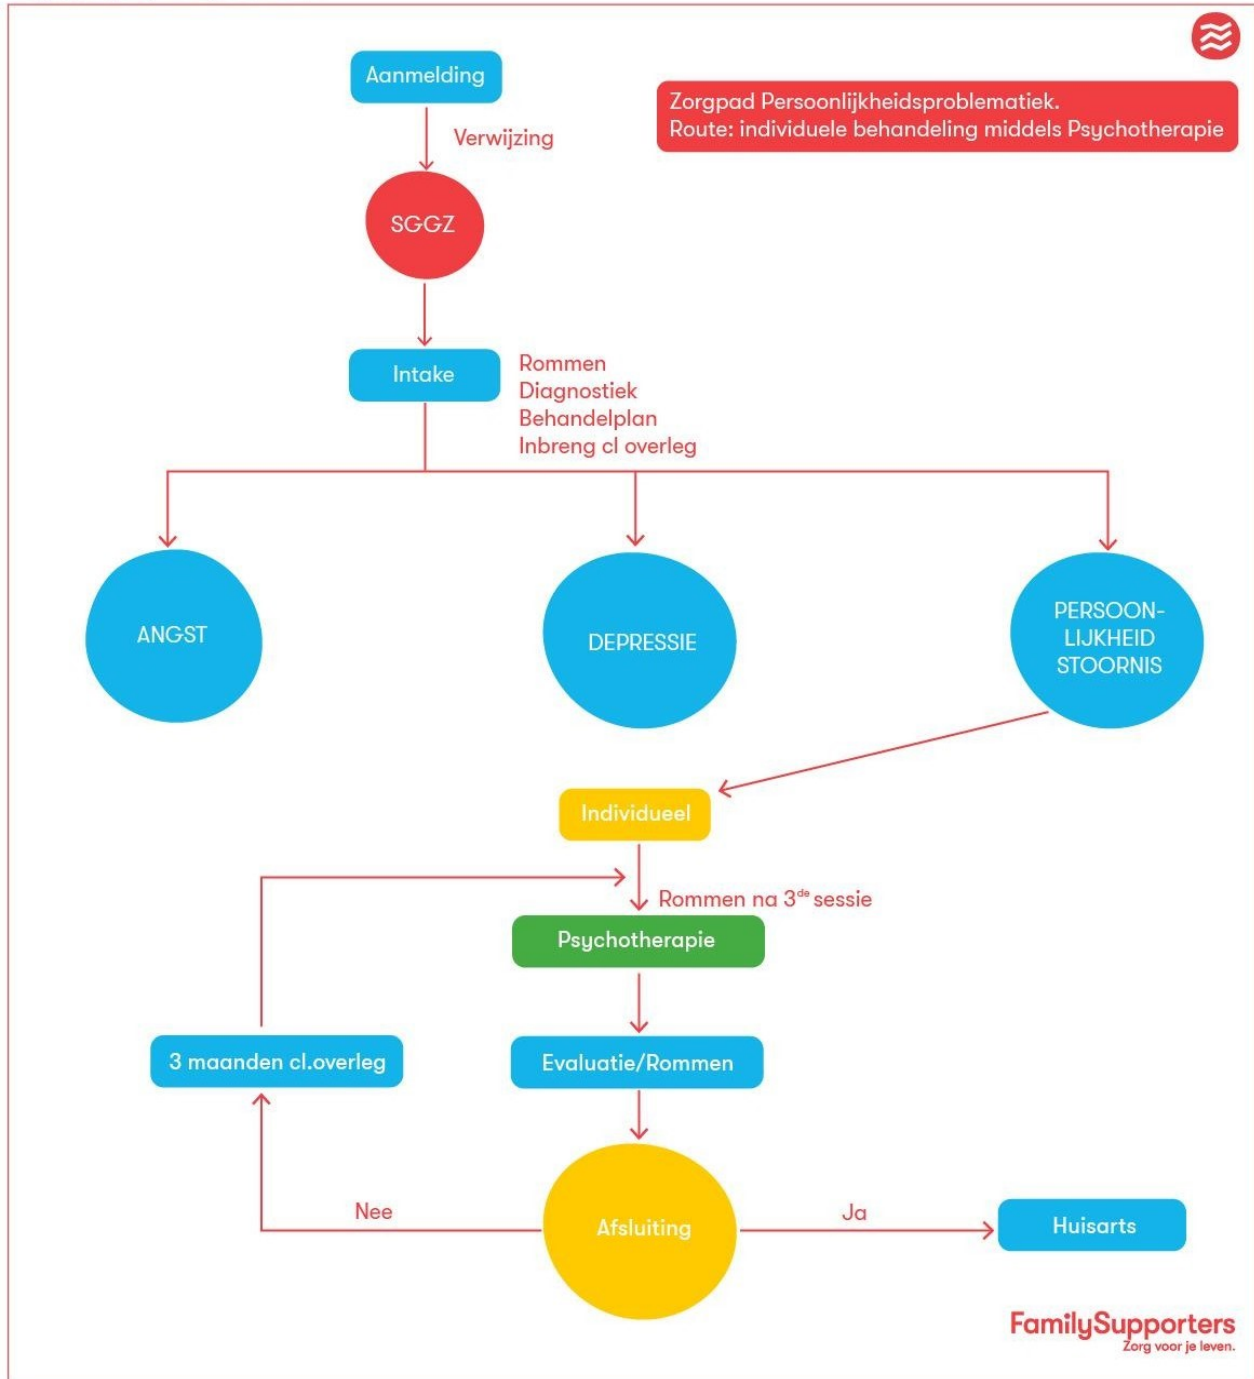 Aanmelding
Zorgpad Persoonlijkheidsproblematiek.
Route: individuele behandeling middels Psychotherapie
Verwijzing
SGGZ
Intake
Rommen
Diagnostiek
Behandelplan
Inbreng cl overleg
ANGST
DEPRESSIE
PERSOON-
LIJKHEID
STOORNIS
Individueel
Rommen na 3de sessie
Psychotherapie
3 maanden cl.overleg
Evaluatie/Rommen
Nee
Afsluiting
Ja
Huisarts
FamilySupporters
Zorg voor je leven.